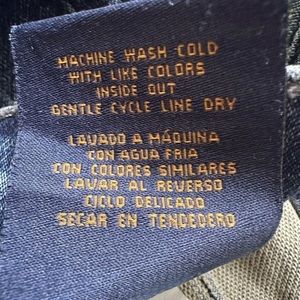 MACHINE WASH COLD
WITH LIKE COLORS
INSIDE OUT
GENTLE CYCLE LINE DRY
LAVADO A MÁQUINA
CON AGUA FRIA
CON COLORES SIMILARES
LAVAR AL REVERSO
CICLO DELICADO
SECAR EN TENDEDERO